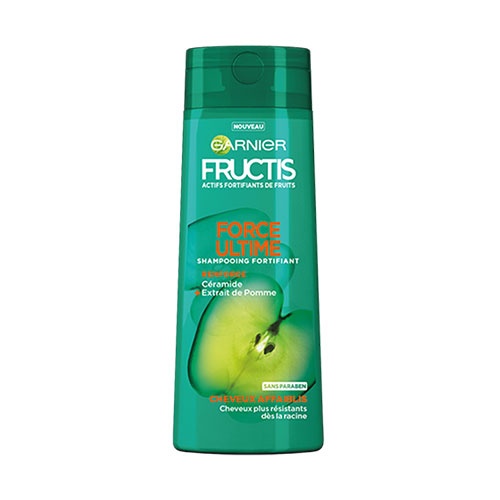 NOUVEAU
GARNIER
FRUCTIS
ACTIFS FORTIFIANTS DE FRUITS
FORCE
ULTIME
SHAMPOOING FORTIFIANT
Céramide
+Extrait de Pomme
SANS PARABEN
CHEVEUX AFFAIBLIS
Cheveux plus résistants
dès la racine